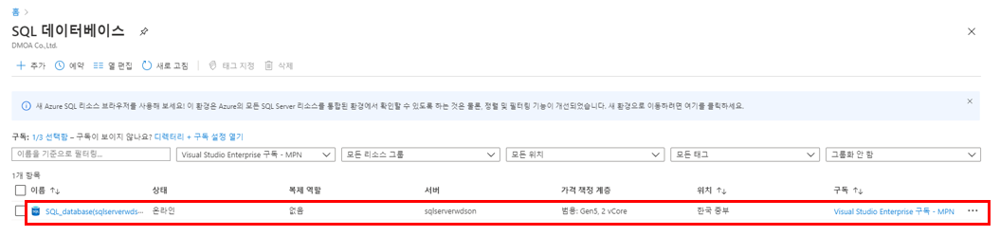 홈 >
SQL 데이터베이스
DMOA Co.,Ltd.
+ 추가 예약 열 편집 새로 고침 태그 지정 삭제
새 Azure SQL 리소스 브라우저를 사용해 보세요! 이 환경은 Azure의 모든 SQL Server 리소스를 통합된 환경에서 확인할 수 있도록 하는 것은 물론, 정렬 및 필터링 기능이 개선되었습니다. 새 환경으로 이동하려면 여기를 클릭하세요.
구독: 1/3 선택함 – 구독이 보이지 않나요? 디렉터리 + 구독 설정 열기
이름을 기준으로 필터링... Visual Studio Enterprise 구독 - MPN 모든 리소스 그룹 모든 위치 모든 태그 그룹화 안 함
1개 항목
이름 ↑↓ 상태 복제 역할 서버 가격 책정 계층 위치 ↑↓ 구독 ↑↓
SQL_database(sqlserverwds... 온라인 없음 sqlserverwdson 범용: Gen5, 2 vCore 한국 중부 Visual Studio Enterprise 구독 - MPN ...